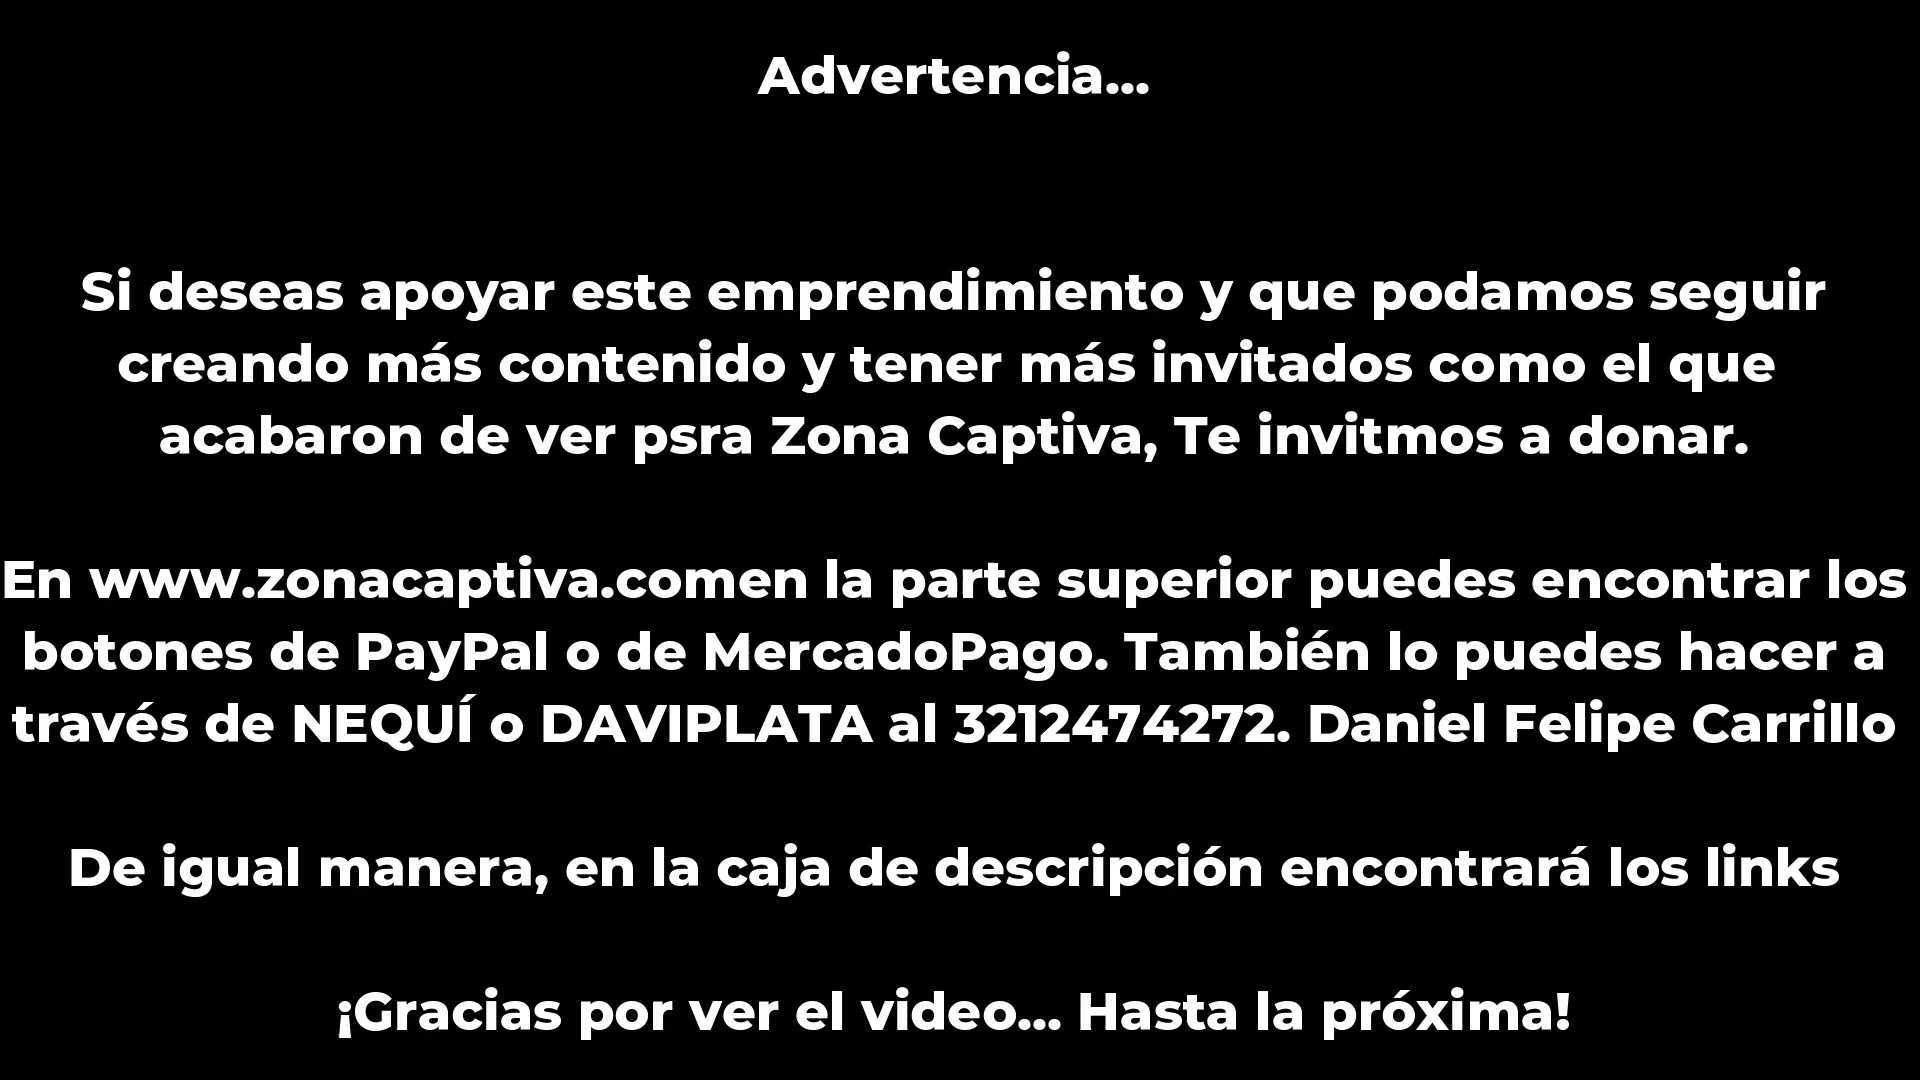 Advertencia...
Si deseas apoyar este emprendimiento y que podamos seguir
creando más contenido y tener más invitados como el que
acabaron de ver psra Zona Captiva, Te invitmos a donar.
En www.zonacaptiva.comen la parte superior puedes encontrar los
botones de PayPal o de MercadoPago. También lo puedes hacer a
través de NEQUÍ o DAVIPLATA al 3212474272. Daniel Felipe Carrillo
De igual manera, en la caja de descripción encontrará los links
¡Gracias por ver el video... Hasta la próxima!